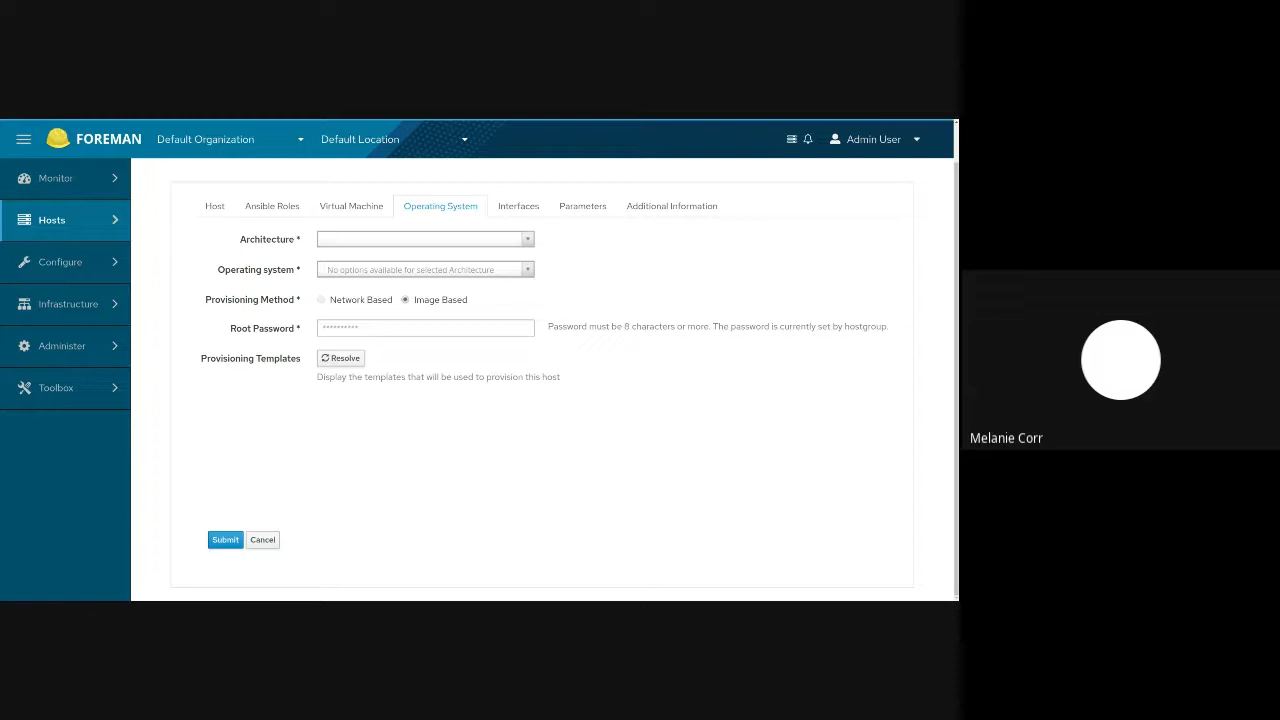 FOREMAN Default Organization Default Location Admin User
Monitor
Hosts
Configure
Infrastructure
Administer
Toolbox
Host Ansible Roles Virtual Machine Operating System Interfaces Parameters Additional Information
Architecture *
Operating system * No options available for selected Architecture
Provisioning Method * Network Based Image Based
Root Password * ********** Password must be 8 characters or more. The password is currently set by hostgroup.
Provisioning Templates Resolve
Display the templates that will be used to provision this host
Submit Cancel
Melanie Corr